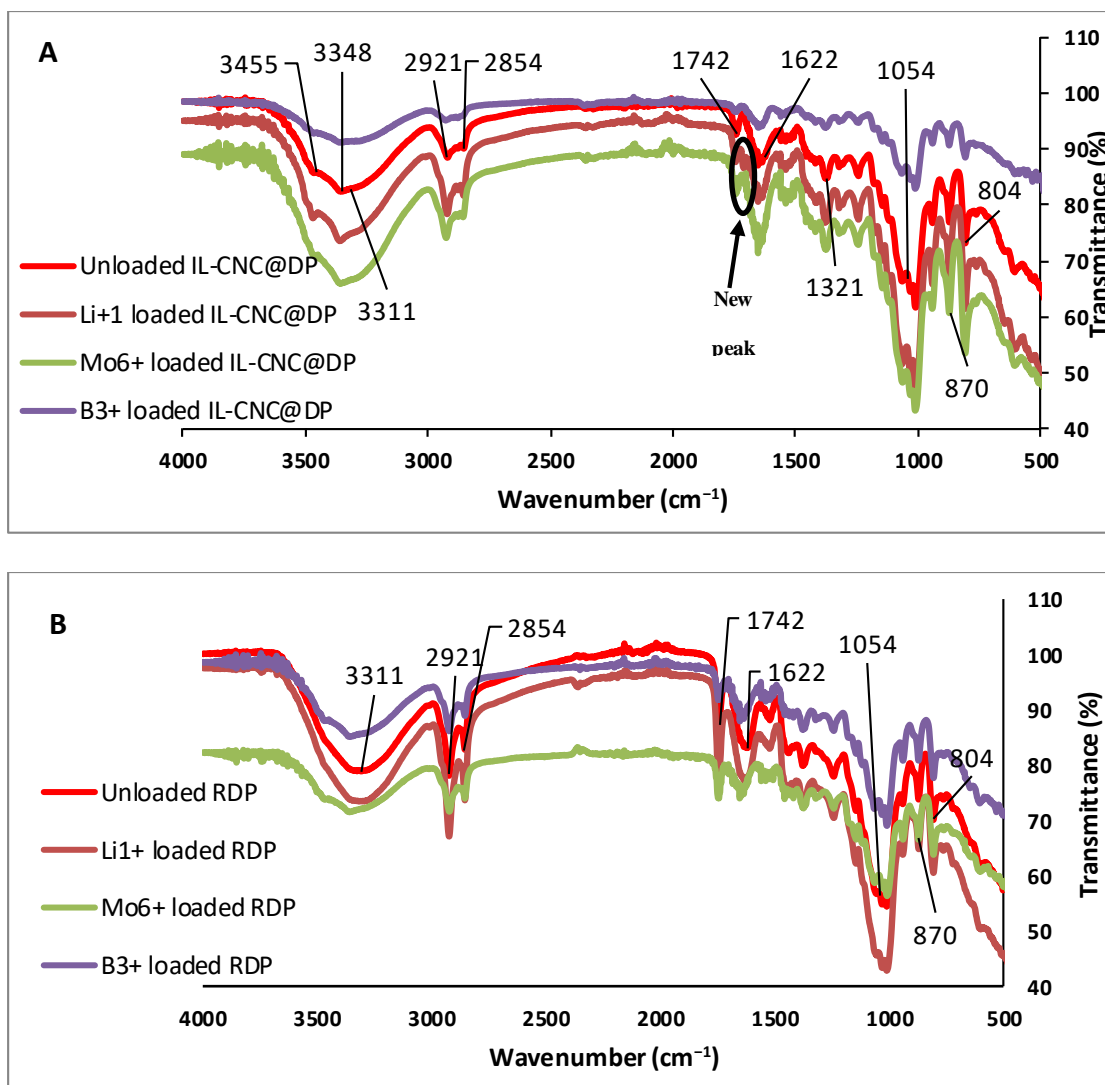 A
3455
3348
2921
2854
1742
1622
1054
804
3311
New
peak
1321
870
Unloaded IL-CNC@DP
Li+1 loaded IL-CNC@DP
Mo6+ loaded IL-CNC@DP
B3+ loaded IL-CNC@DP
110
100
90
80
70
60
50
40
Transmittance (%)
4000 3500 3000 2500 2000 1500 1000 500
Wavenumber (cm⁻¹)
B
3311
2921
2854
1742
1622
1054
804
870
Unloaded RDP
Li1+ loaded RDP
Mo6+ loaded RDP
B3+ loaded RDP
110
100
90
80
70
60
50
40
Transmittance (%)
4000 3500 3000 2500 2000 1500 1000 500
Wavenumber (cm⁻¹)